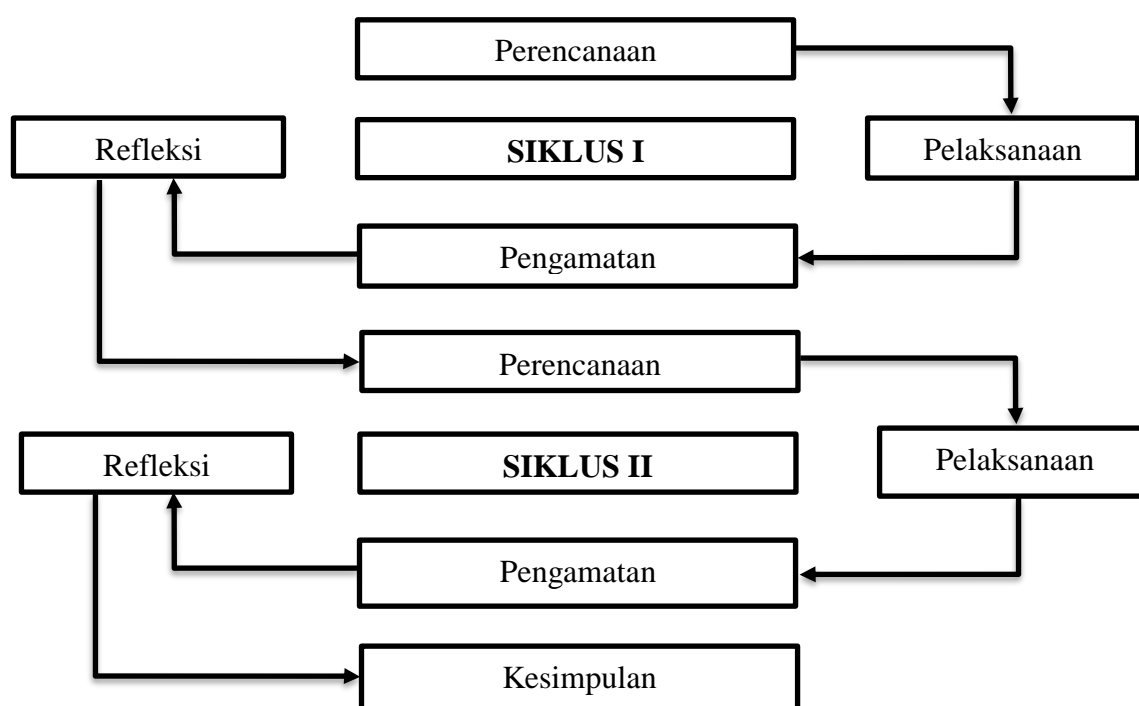 Perencanaan
Refleksi
SIKLUS I
Pelaksanaan
Pengamatan
Perencanaan
Refleksi
SIKLUS II
Pelaksanaan
Pengamatan
Kesimpulan